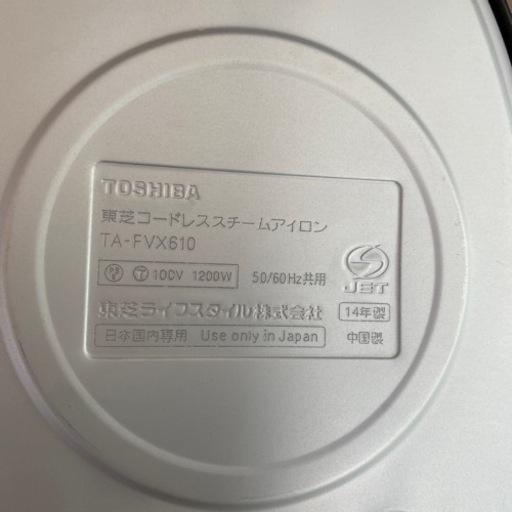 TOSHIBA
東芝コードレススチームアイロン
TA-FVX610
PSE T 100V 1200W 50/60Hz共用
JET
東芝ライフスタイル株式会社 14年製
日本国内専用 Use only in Japan 中国製